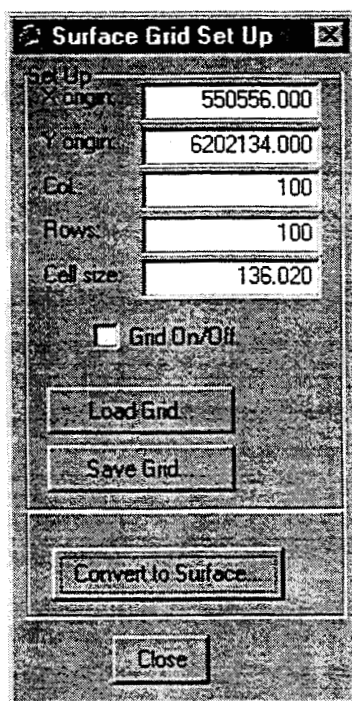 Surface Grid Set Up
Set Up
X origin: 550556.000
Y origin: 6202134.000
Col: 100
Rows: 100
Cell size: 136.020
Grid On/Off
Load Grid...
Save Grid...
Convert to Surface...
Close